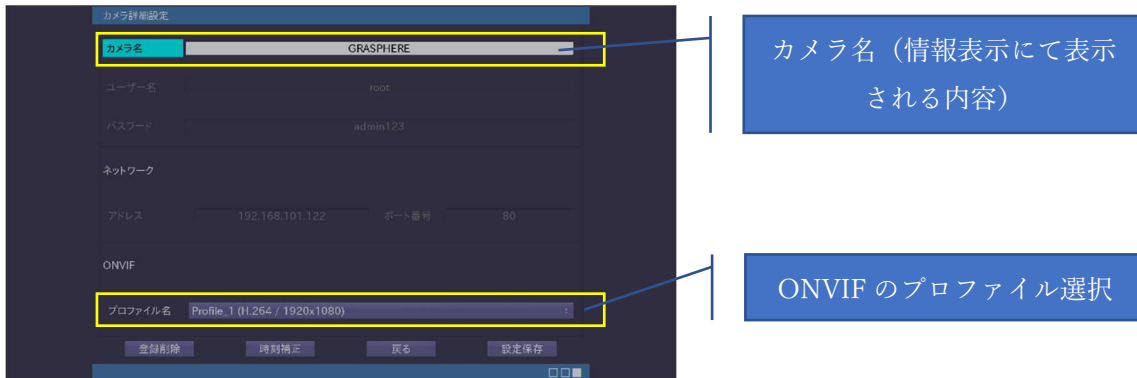 カメラ詳細設定
カメラ名 GRASPHERE
カメラ名（情報表示にて表示
される内容）
ユーザー名 root
パスワード admin123
ネットワーク
アドレス 192.168.101.122 ポート番号 80
ONVIF
ONVIF のプロファイル選択
プロファイル名 Profile_1 (H.264 / 1920x1080)
登録削除 時刻補正 戻る 設定保存